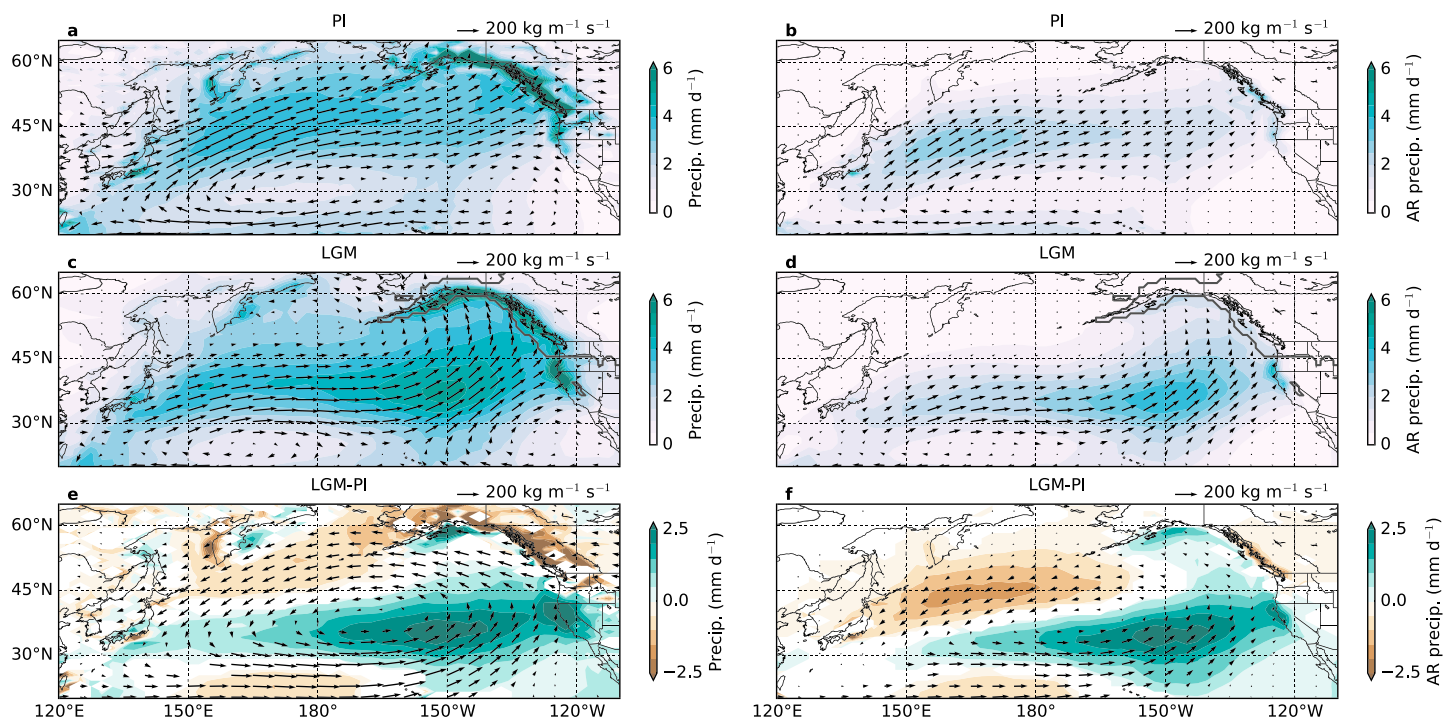 a PI 200 kg m⁻¹ s⁻¹
60°N
45°N
30°N
6
4
2
0
Precip. (mm d⁻¹)
b PI 200 kg m⁻¹ s⁻¹
6
4
2
0
AR precip. (mm d⁻¹)
c LGM 200 kg m⁻¹ s⁻¹
60°N
45°N
30°N
6
4
2
0
Precip. (mm d⁻¹)
d LGM 200 kg m⁻¹ s⁻¹
6
4
2
0
AR precip. (mm d⁻¹)
e LGM-PI 200 kg m⁻¹ s⁻¹
60°N
45°N
30°N
120°E 150°E 180° 150°W 120°W
2.5
0.0
−2.5
Precip. (mm d⁻¹)
f LGM-PI 200 kg m⁻¹ s⁻¹
120°E 150°E 180° 150°W 120°W
2.5
0.0
−2.5
AR precip. (mm d⁻¹)